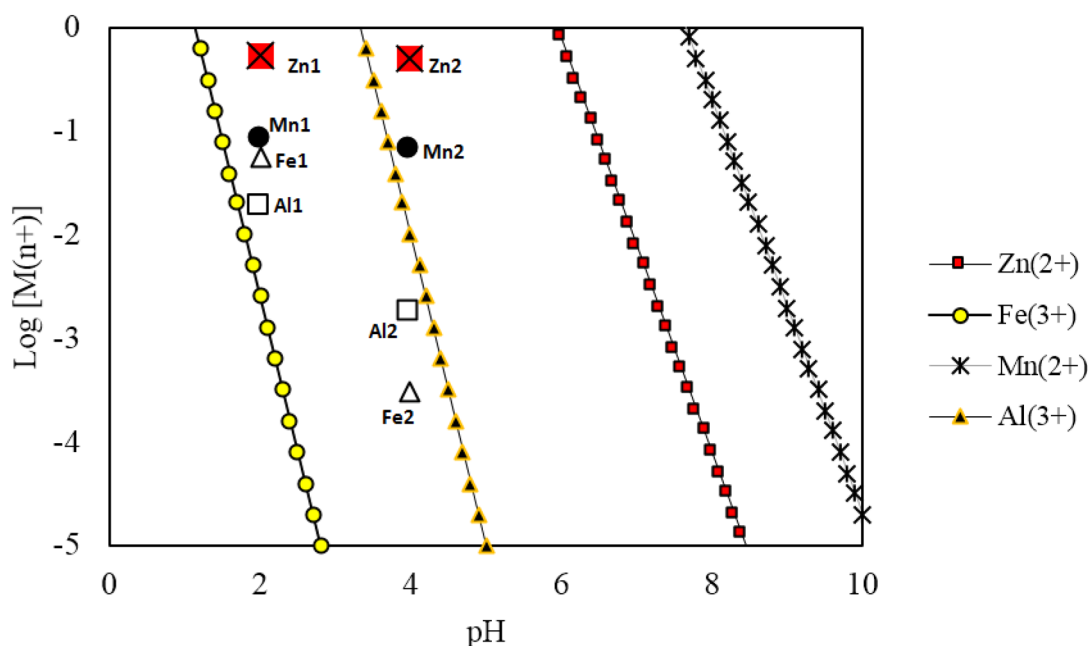 0
-1
-2
-3
-4
-5
Log [M(n+)]
Zn1
Zn2
Mn1
Fe1
Mn2
Al1
Al2
Fe2
0 2 4 6 8 10
pH
Zn(2+)
Fe(3+)
Mn(2+)
Al(3+)